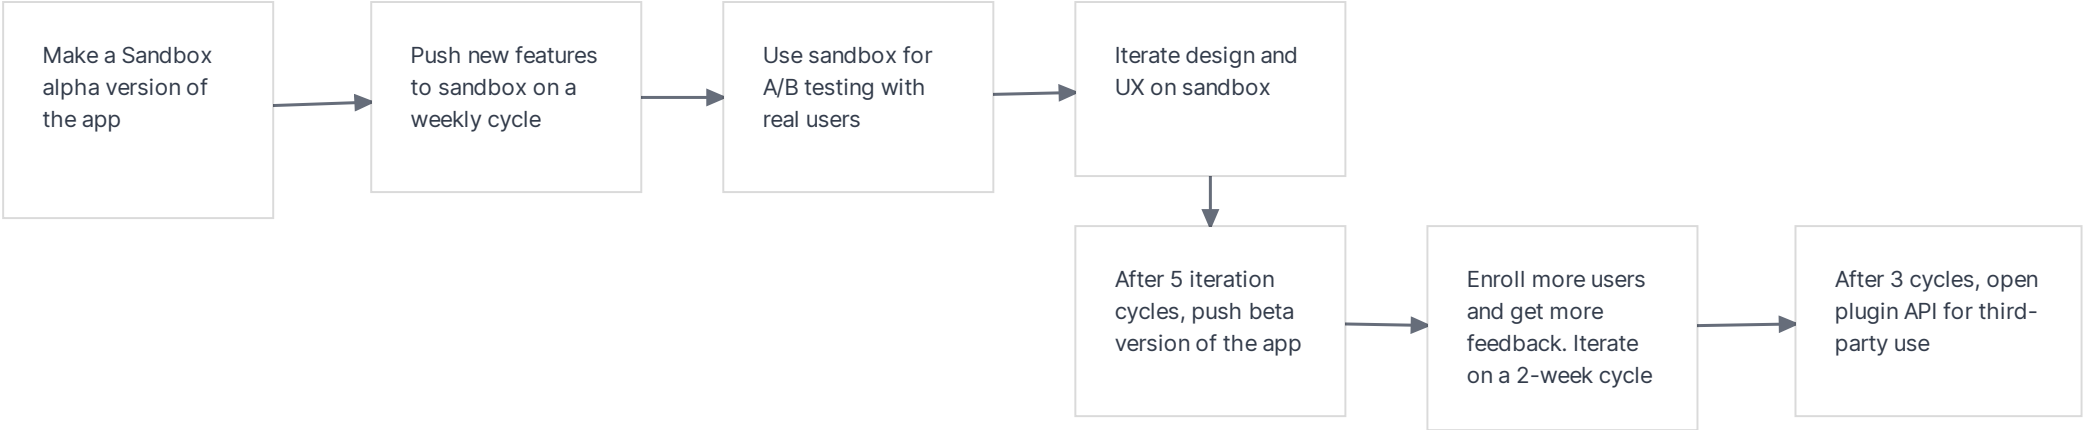 Make a Sandbox
alpha version of
the app
Push new features
to sandbox on a
weekly cycle
Use sandbox for
A/B testing with
real users
Iterate design and
UX on sandbox
After 5 iteration
cycles, push beta
version of the app
Enroll more users
and get more
feedback. Iterate
on a 2-week cycle
After 3 cycles, open
plugin API for third-
party use